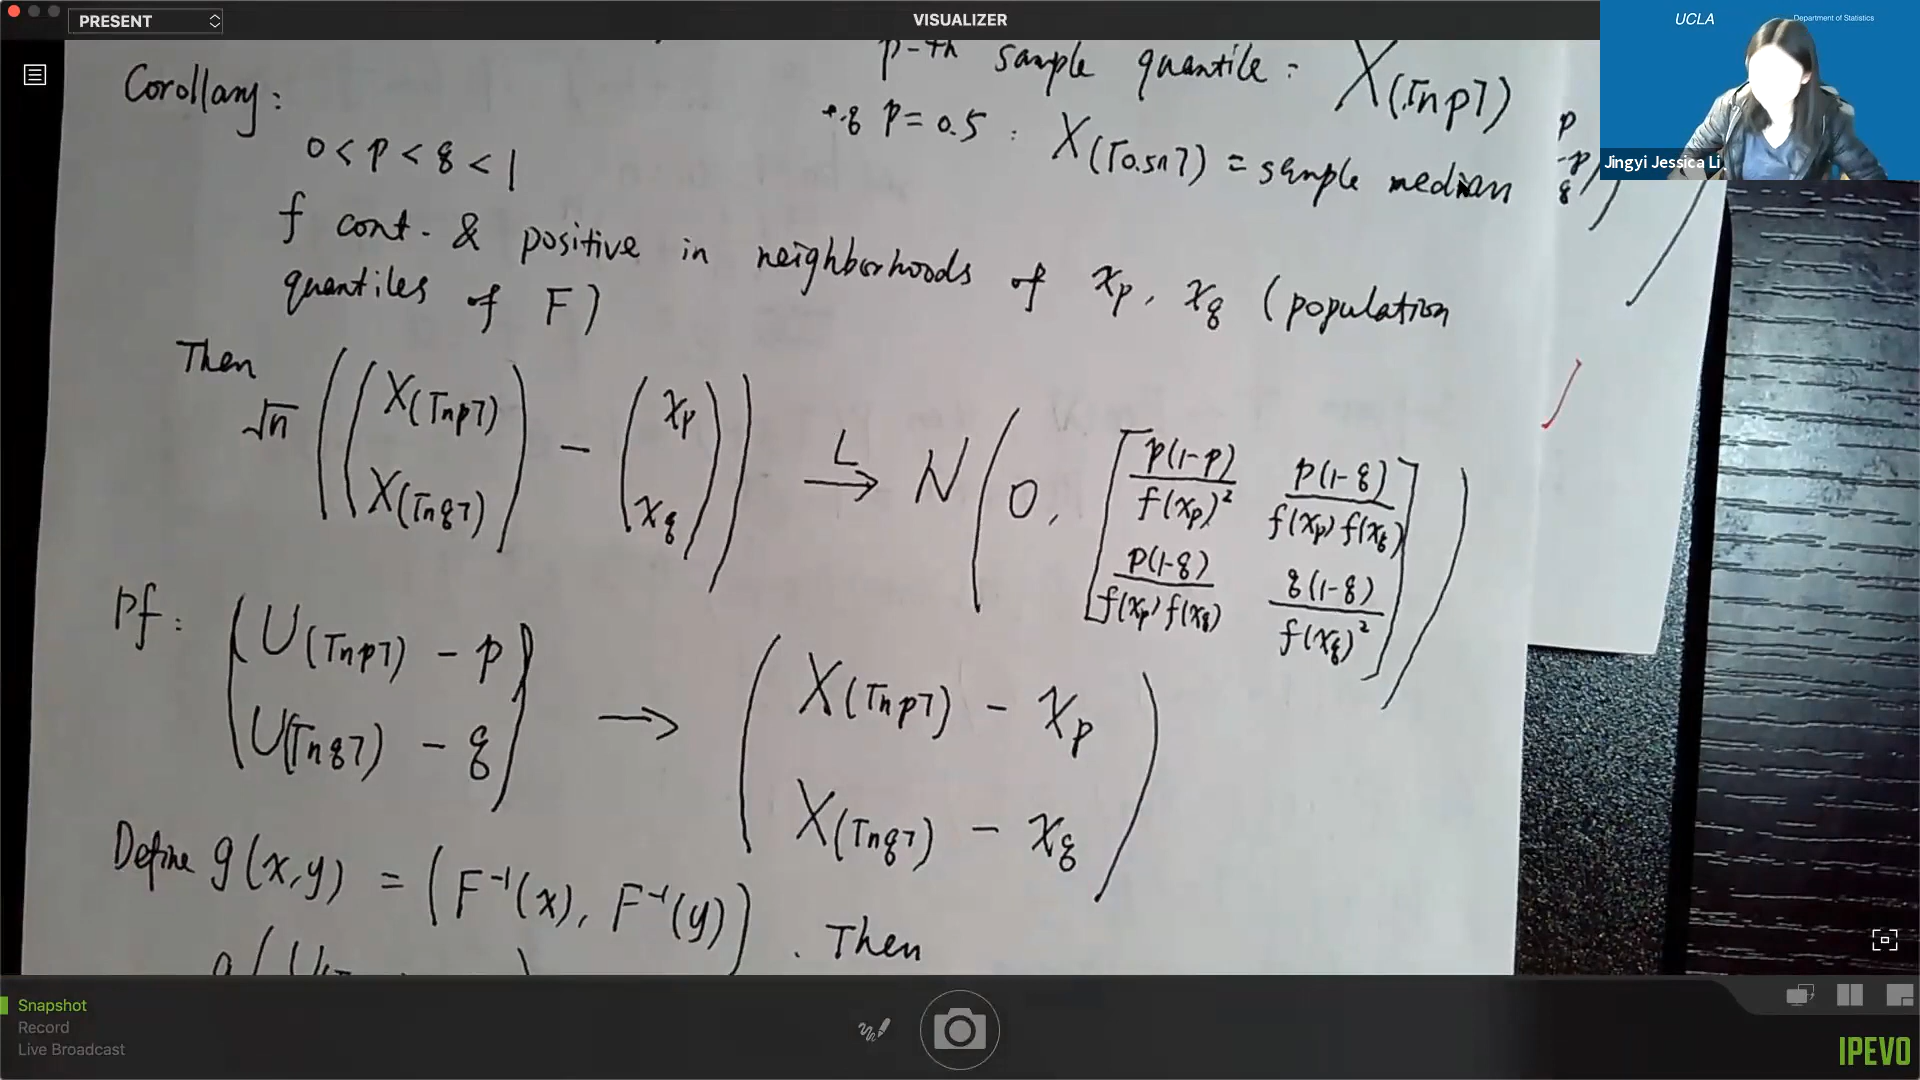 PRESENT
VISUALIZER
UCLA Department of Statistics
Jingyi Jessica Li
p-th sample quantile : X(⌈np⌉)
e.g p = 0.5 : X(⌈0.5n⌉) = sample median
Corollary:
0 < p < q < 1
f cont. & positive in neighborhoods of xp, xq (population
quantiles of F)
Then
√n ( ( X(⌈np⌉) X(⌈nq⌉) ) − ( xp xq ) ) L→ N ( 0, [ p(1-p)/f(xp)² p(1-q)/f(xp)f(xq)
p(1-q)/f(xp)f(xq) q(1-q)/f(xq)² ] )
Pf: ( U(⌈np⌉) − p
U(⌈nq⌉) − q ) → ( X(⌈np⌉) − xp
X(⌈nq⌉) − xq )
Define g(x,y) = (F⁻¹(x), F⁻¹(y)) . Then
Snapshot
Record
Live Broadcast
IPEVO